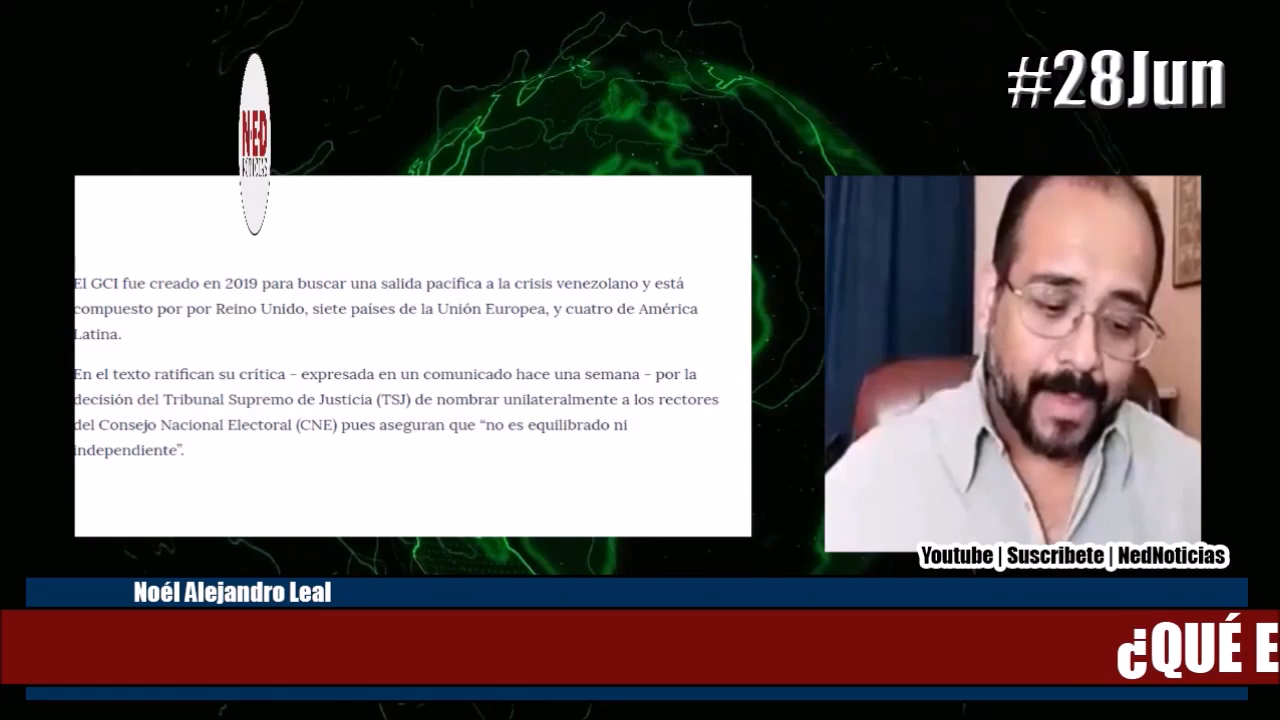 #28Jun
NED
NOTICIAS
El GCI fue creado en 2019 para buscar una salida pacífica a la crisis venezolano y está
compuesto por por Reino Unido, siete países de la Unión Europea, y cuatro de América
Latina.
En el texto ratifican su crítica – expresada en un comunicado hace una semana – por la
decisión del Tribunal Supremo de Justicia (TSJ) de nombrar unilateralmente a los rectores
del Consejo Nacional Electoral (CNE) pues aseguran que “no es equilibrado ni
independiente”.
Youtube | Suscribete | NedNoticias
Noél Alejandro Leal
¿QUÉ E